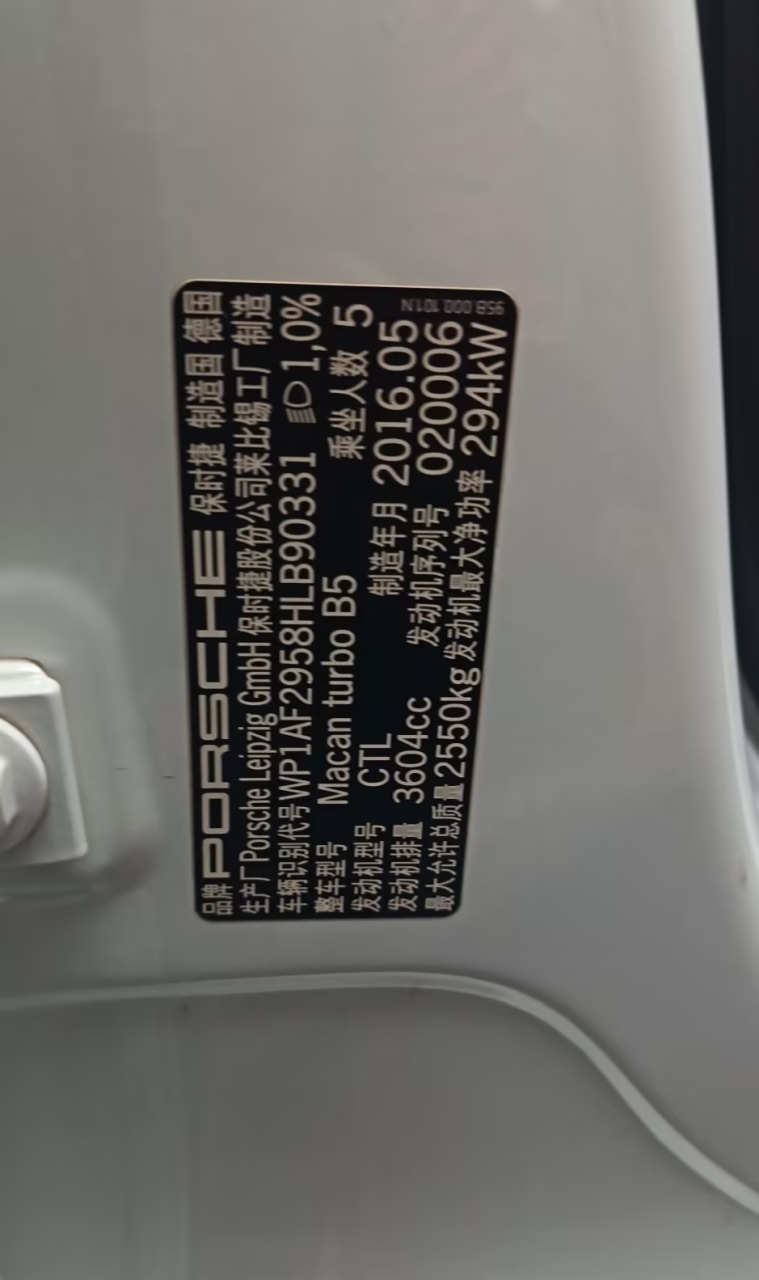 品牌 PORSCHE 保时捷 制造国 德国
生产厂 Porsche Leipzig GmbH 保时捷股份公司莱比锡工厂制造
车辆识别代号 WP1AF2958HLB90331 1,0%
整车型号 Macan turbo B5 乘坐人数 5
发动机型号 CTL 制造年月 2016.05
发动机排量 3604cc 发动机序列号 020006
最大允许总质量 2550kg 发动机最大净功率 294kW
95B.000.101N